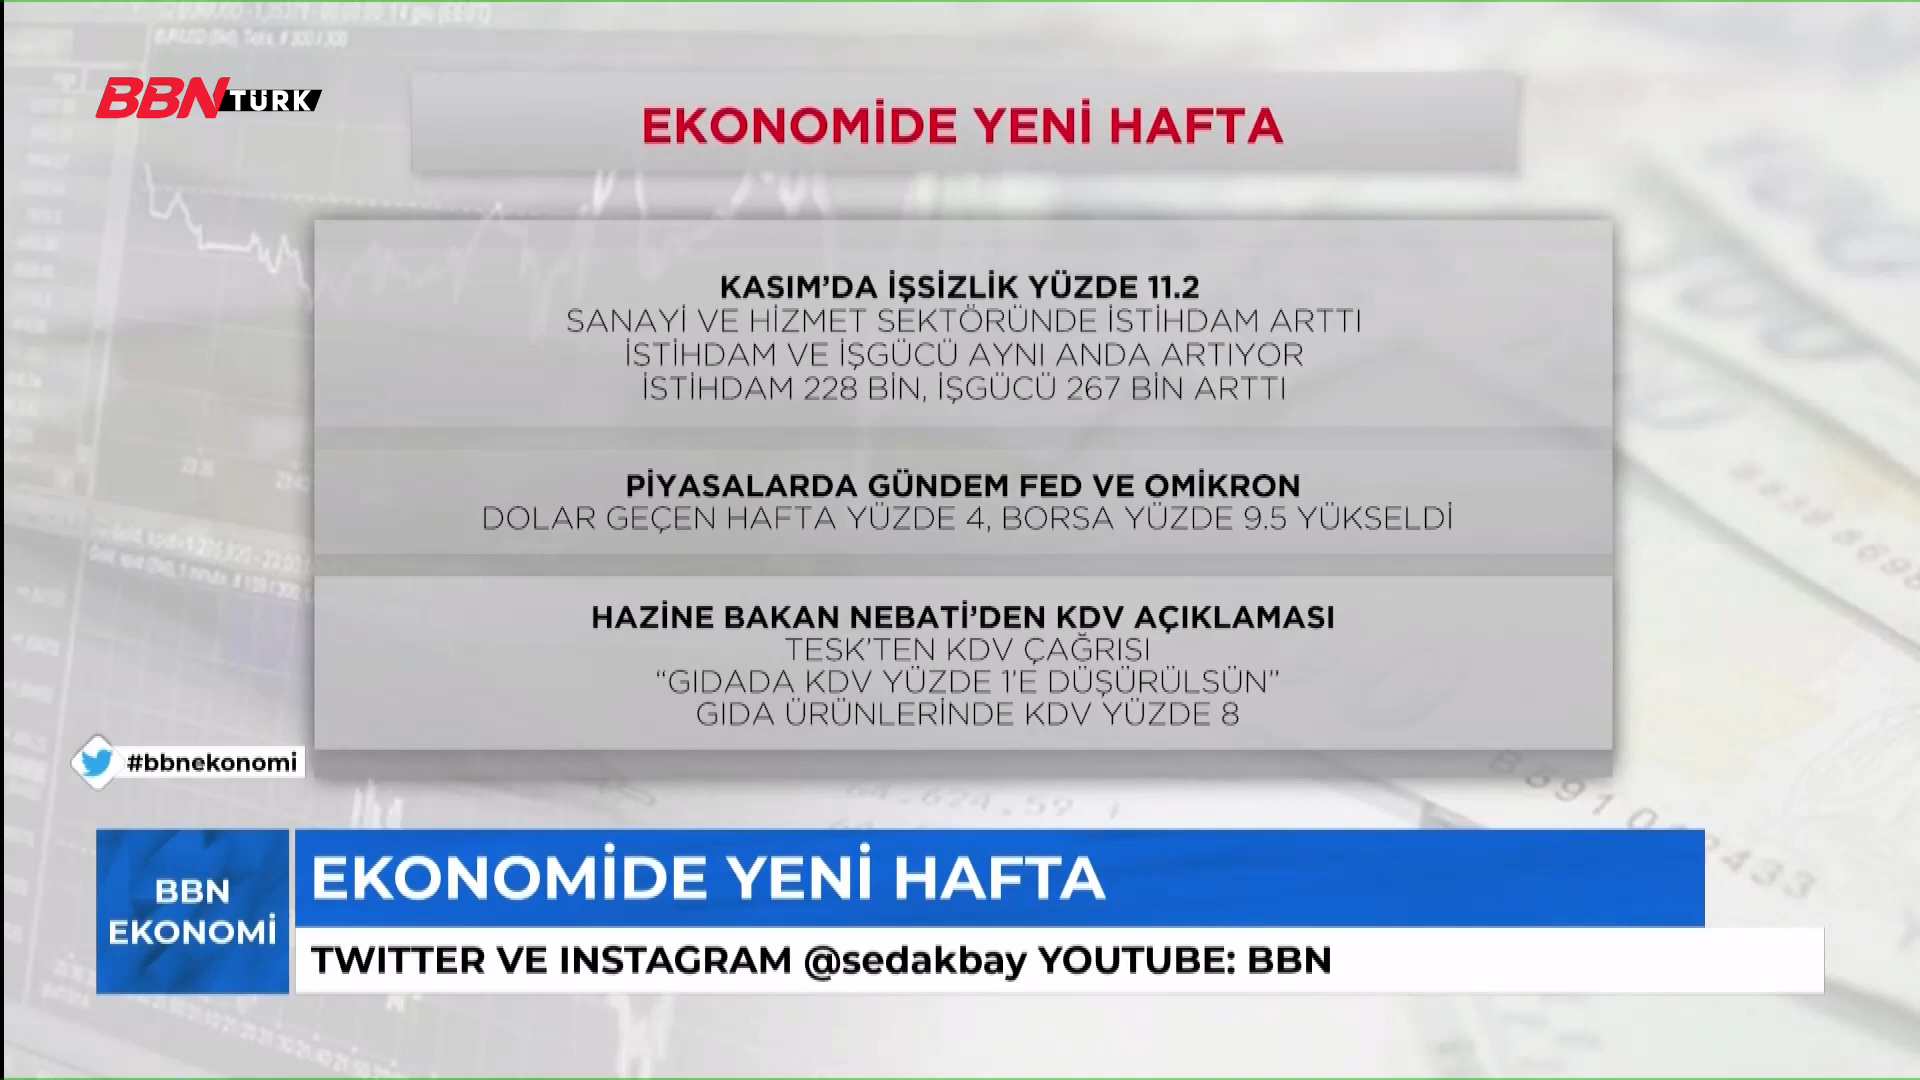 BBN TÜRK
EKONOMİDE YENİ HAFTA
KASIM'DA İŞSİZLİK YÜZDE 11.2
SANAYİ VE HİZMET SEKTÖRÜNDE İSTİHDAM ARTTI
İSTİHDAM VE İŞGÜCÜ AYNI ANDA ARTIYOR
İSTİHDAM 228 BİN, İŞGÜCÜ 267 BİN ARTTI
PİYASALARDA GÜNDEM FED VE OMİKRON
DOLAR GEÇEN HAFTA YÜZDE 4, BORSA YÜZDE 9.5 YÜKSELDİ
HAZİNE BAKAN NEBATİ'DEN KDV AÇIKLAMASI
TESK'TEN KDV ÇAĞRISI
“GIDADA KDV YÜZDE 1'E DÜŞÜRÜLSÜN”
GIDA ÜRÜNLERİNDE KDV YÜZDE 8
#bbnekonomi
BBN
EKONOMİ
EKONOMİDE YENİ HAFTA
TWITTER VE INSTAGRAM @sedakbay YOUTUBE: BBN